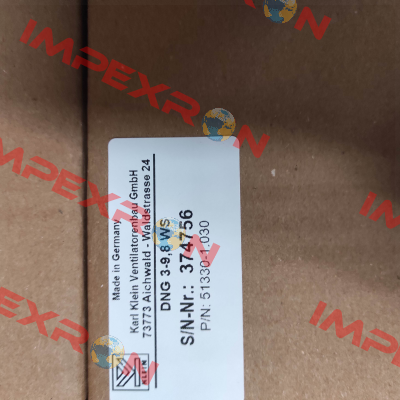 Made in Germany
Karl Klein Ventilatorenbau GmbH
73773 Aichwald - Waldstrasse 24
DNG 3-9,8 WS
S/N-Nr.: 374756
P/N: 51330-1.030
KLEIN
IMPEXRON
IMPEXRON
IMPEXRON